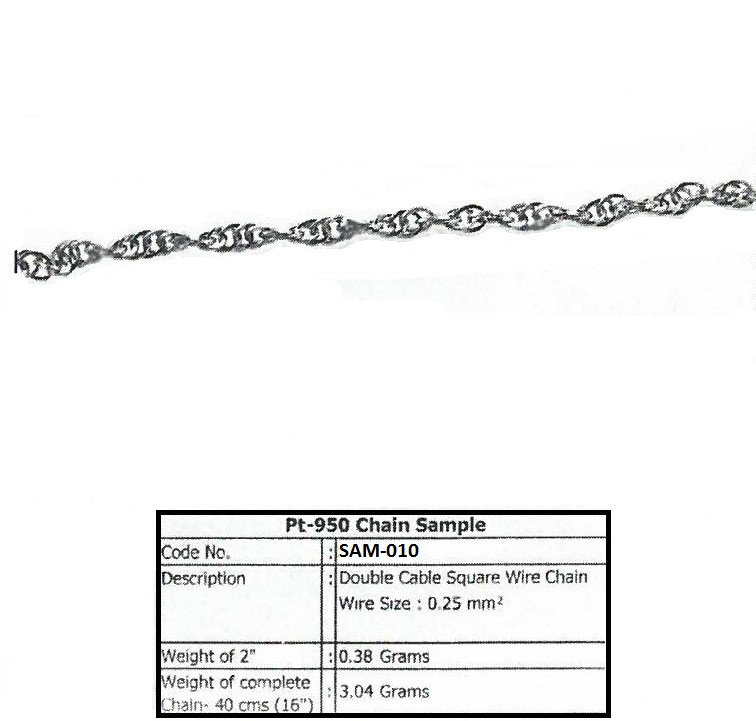 Pt-950 Chain Sample
Code No. : SAM-010
Description : Double Cable Square Wire Chain
Wire Size : 0.25 mm²
Weight of 2" : 0.38 Grams
Weight of complete
Chain- 40 cms (16") : 3.04 Grams